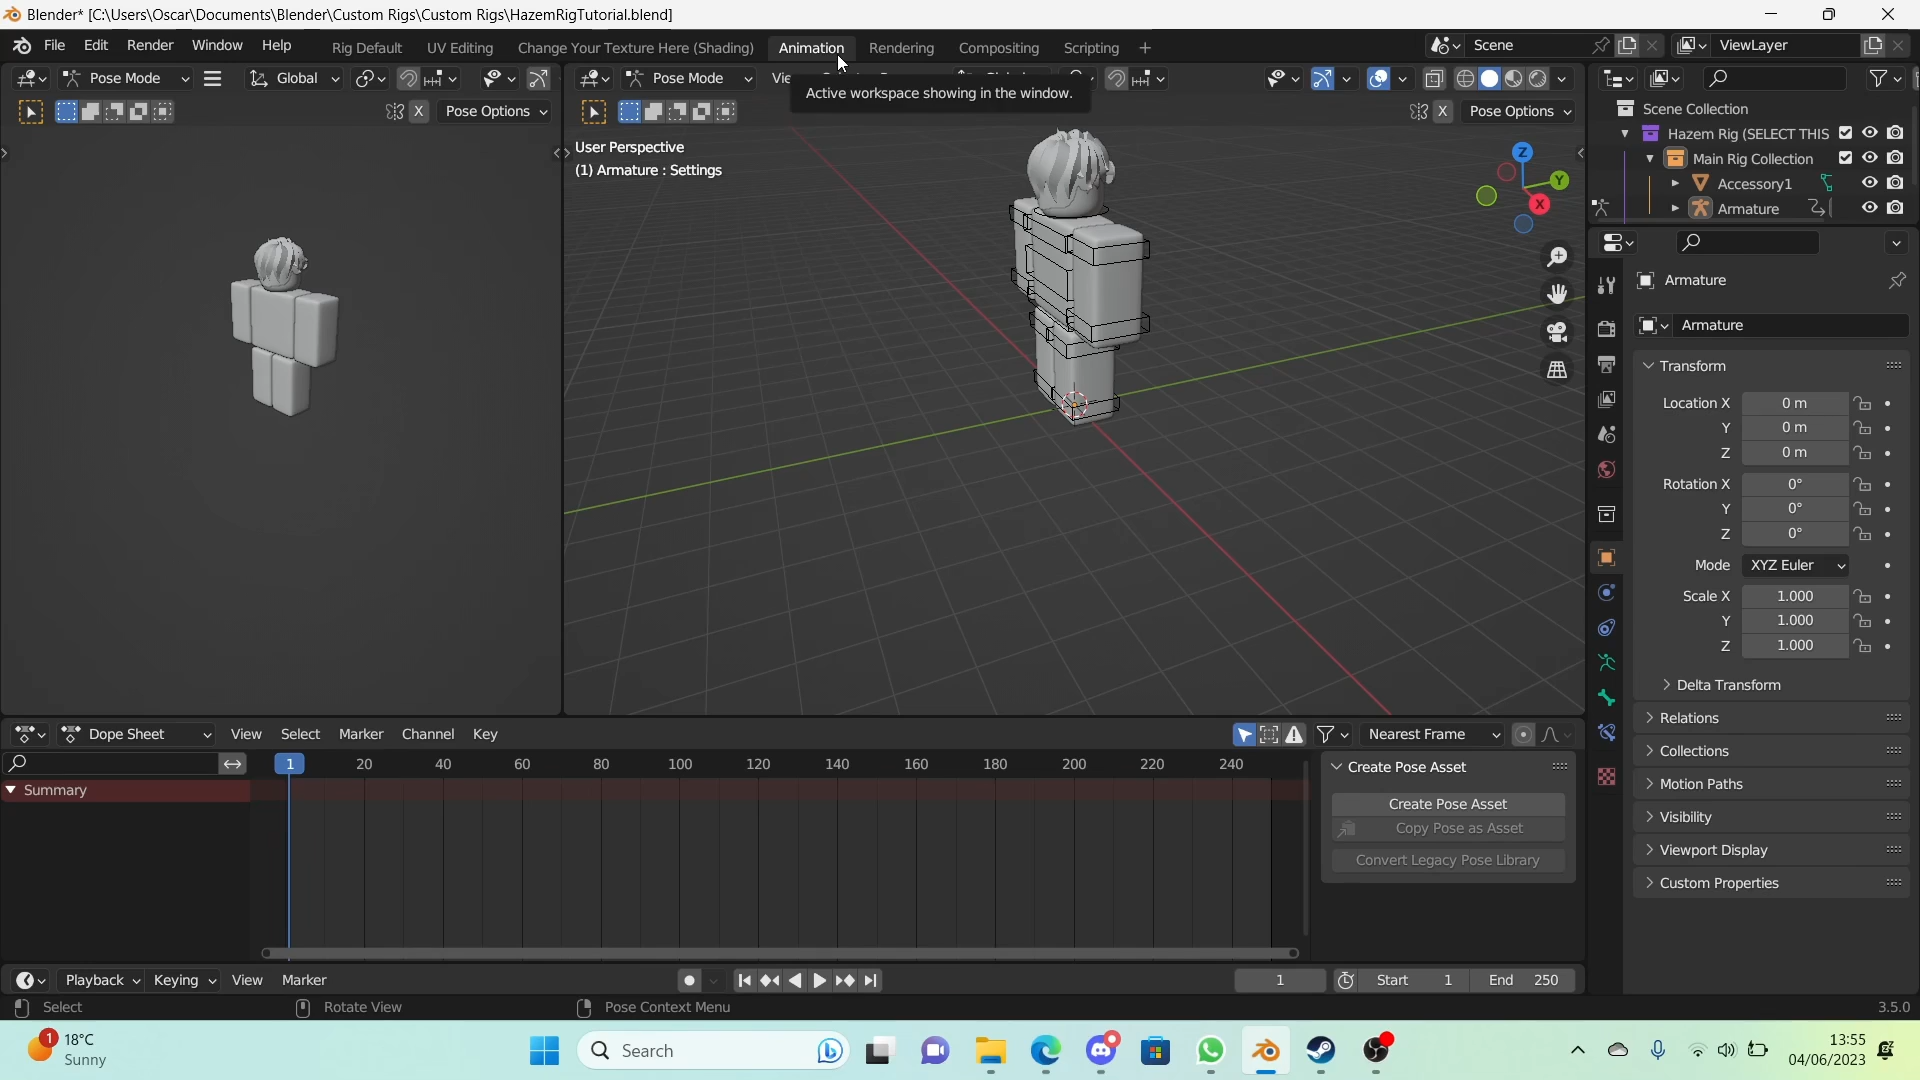 Blender* [C:\Users\Oscar\Documents\Blender\Custom Rigs\Custom Rigs\HazemRigTutorial.blend]
File Edit Render Window Help Rig Default UV Editing Change Your Texture Here (Shading) Animation Rendering Compositing Scripting + Scene ViewLayer
Pose Mode Global Pose Mode
Active workspace showing in the window.
X Pose Options X Pose Options
User Perspective
(1) Armature : Settings
Z
Y
X
Scene Collection
Hazem Rig (SELECT THIS
Main Rig Collection
Accessory1
Armature
Armature
Armature
Transform
Location X 0 m
Y 0 m
Z 0 m
Rotation X 0°
Y 0°
Z 0°
Mode XYZ Euler
Scale X 1.000
Y 1.000
Z 1.000
Delta Transform
Relations
Collections
Motion Paths
Visibility
Viewport Display
Custom Properties
Dope Sheet View Select Marker Channel Key Nearest Frame
1 20 40 60 80 100 120 140 160 180 200 220 240
Summary
Create Pose Asset
Create Pose Asset
Copy Pose as Asset
Convert Legacy Pose Library
Playback Keying View Marker 1 Start 1 End 250
Select Rotate View Pose Context Menu 3.5.0
1 18°C
Sunny
Search
13:55
04/06/2023